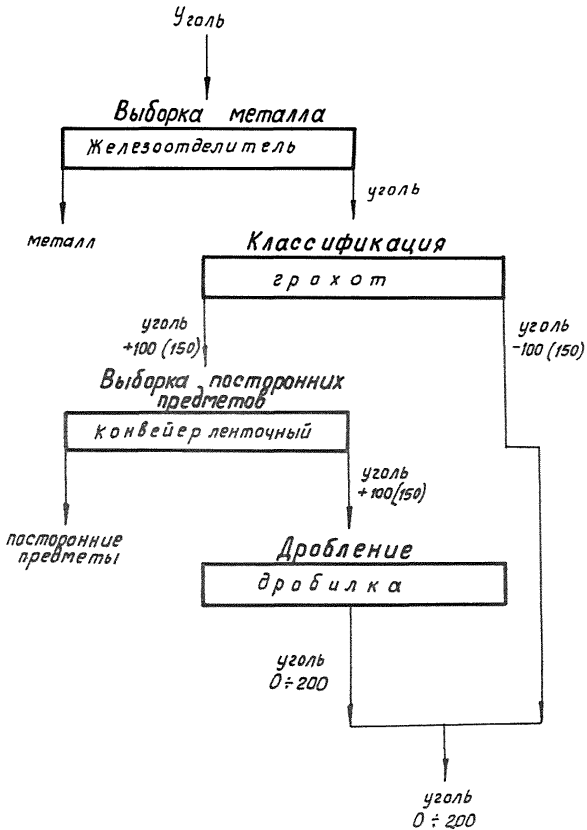 Уголь
Выборка металла
Железоотделитель
уголь
металл
Классификация
грохот
уголь
+100 (150)
уголь
-100 (150)
Выборка посторонних
предметов
конвейер ленточный
уголь
+100(150)
посторонние
предметы
Дробление
дробилка
уголь
0÷200
уголь
0÷200